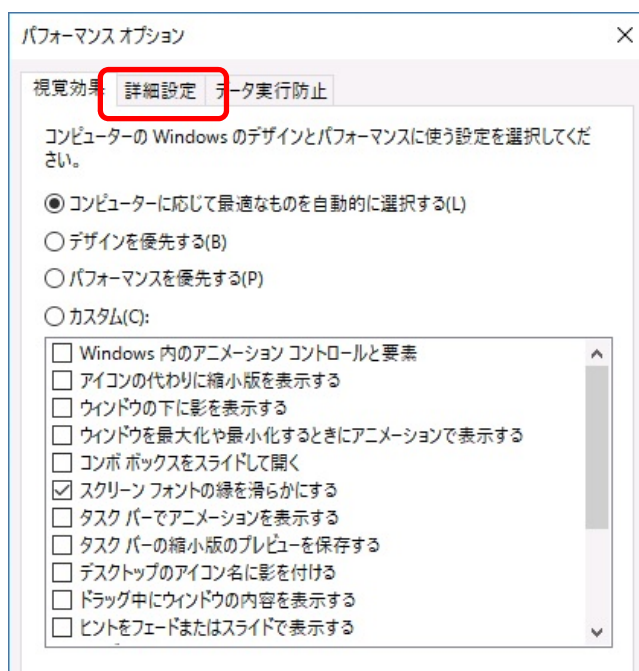 パフォーマンス オプション
視覚効果 詳細設定 データ実行防止
コンピューターの Windows のデザインとパフォーマンスに使う設定を選択してくだ
さい。
コンピューターに応じて最適なものを自動的に選択する(L)
デザインを優先する(B)
パフォーマンスを優先する(P)
カスタム(C):
Windows 内のアニメーション コントロールと要素
アイコンの代わりに縮小版を表示する
ウィンドウの下に影を表示する
ウィンドウを最大化や最小化するときにアニメーションで表示する
コンボ ボックスをスライドして開く
スクリーン フォントの縁を滑らかにする
タスク バーでアニメーションを表示する
タスク バーの縮小版のプレビューを保存する
デスクトップのアイコン名に影を付ける
ドラッグ中にウィンドウの内容を表示する
ヒントをフェードまたはスライドで表示する